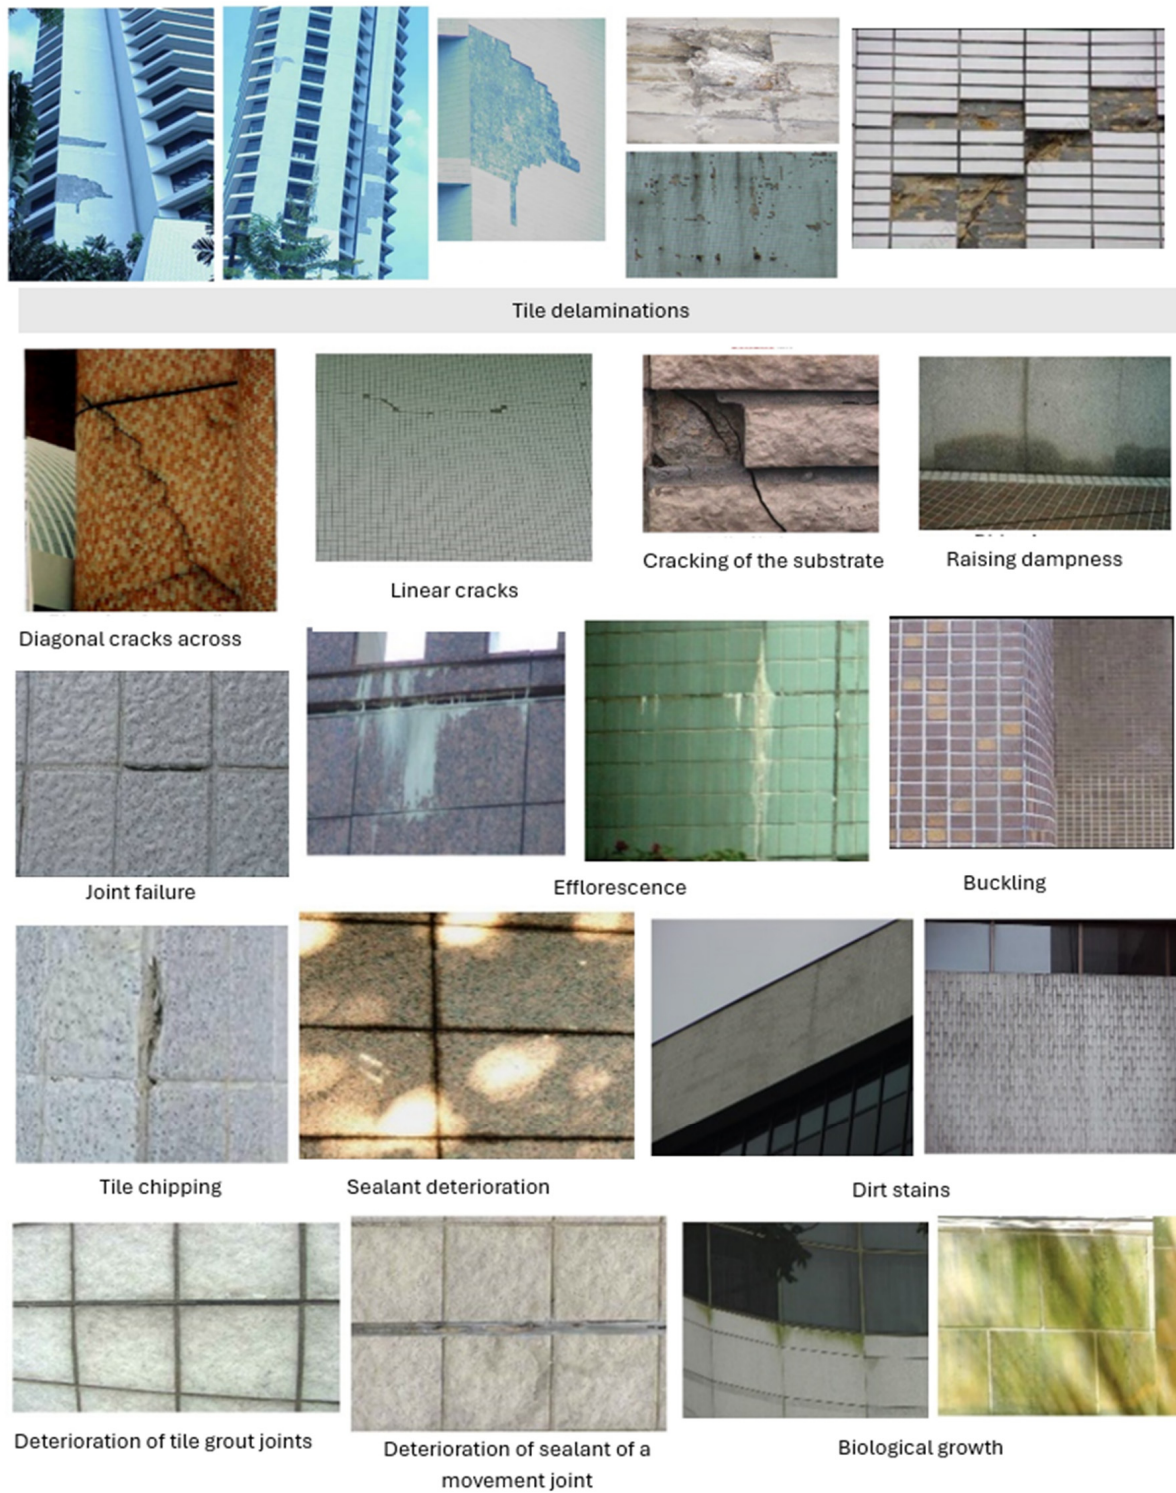 Tile delaminations
Cracking of the substrate
Raising dampness
Linear cracks
Diagonal cracks across
Joint failure
Efflorescence
Buckling
Tile chipping
Sealant deterioration
Dirt stains
Deterioration of tile grout joints
Deterioration of sealant of a
movement joint
Biological growth